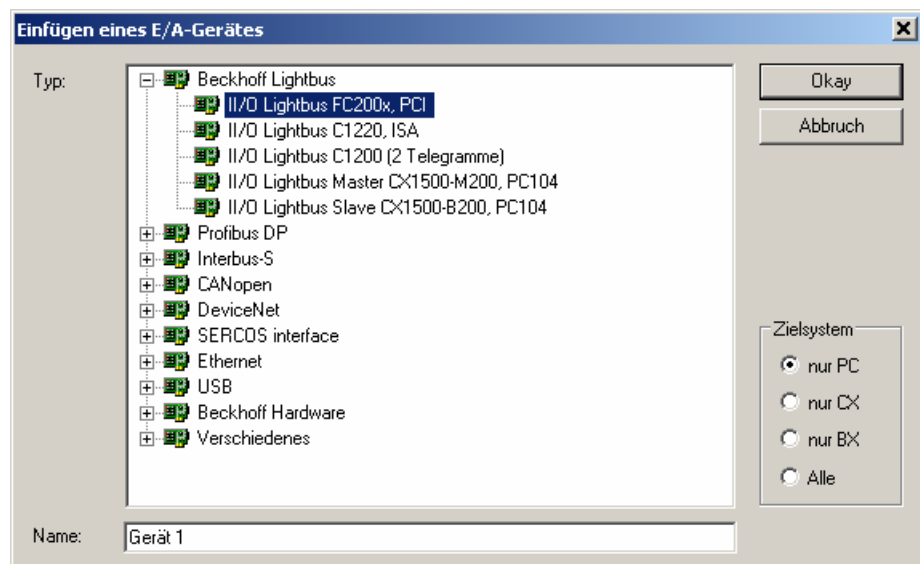 Einfügen eines E/A-Gerätes
Typ:
Beckhoff Lightbus
II/O Lightbus FC200x, PCI
II/O Lightbus C1220, ISA
II/O Lightbus C1200 (2 Telegramme)
II/O Lightbus Master CX1500-M200, PC104
II/O Lightbus Slave CX1500-B200, PC104
Profibus DP
Interbus-S
CANopen
DeviceNet
SERCOS interface
Ethernet
USB
Beckhoff Hardware
Verschiedenes
Okay
Abbruch
Zielsystem
nur PC
nur CX
nur BX
Alle
Name:
Gerät 1